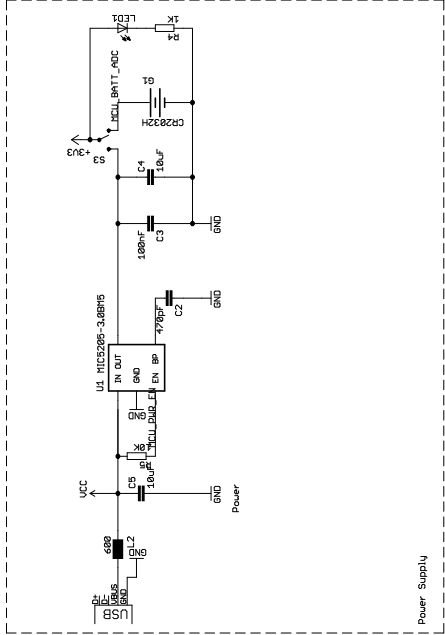 LED1
R4
1K
MCU_BATT_ADC
G1
CR2032H
+3V3
S3
C4
10uF
C3
100nF
GND
GND
C2
470pF
U1 MIC5205-3.0BM5
IN OUT
GND
EN BP
GND
MCU_PWR_EN
R5
10K
VCC
C5
10uF
GND
Power
600
L2
GND
D+
D-
VBUS
GND
USB
Power Supply